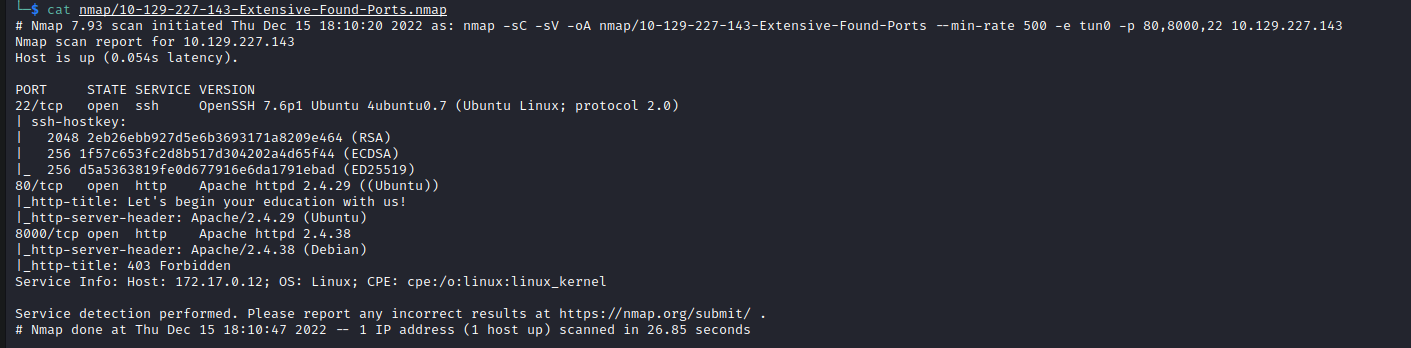 └─$ cat nmap/10-129-227-143-Extensive-Found-Ports.nmap
# Nmap 7.93 scan initiated Thu Dec 15 18:10:20 2022 as: nmap -sC -sV -oA nmap/10-129-227-143-Extensive-Found-Ports --min-rate 500 -e tun0 -p 80,8000,22 10.129.227.143
Nmap scan report for 10.129.227.143
Host is up (0.054s latency).
PORT     STATE SERVICE VERSION
22/tcp   open  ssh     OpenSSH 7.6p1 Ubuntu 4ubuntu0.7 (Ubuntu Linux; protocol 2.0)
| ssh-hostkey:
|   2048 2eb26ebb927d5e6b3693171a8209e464 (RSA)
|   256 1f57c653fc2d8b517d304202a4d65f44 (ECDSA)
|_  256 d5a5363819fe0d677916e6da1791ebad (ED25519)
80/tcp   open  http    Apache httpd 2.4.29 ((Ubuntu))
|_http-title: Let's begin your education with us!
|_http-server-header: Apache/2.4.29 (Ubuntu)
8000/tcp open  http    Apache httpd 2.4.38
|_http-server-header: Apache/2.4.38 (Debian)
|_http-title: 403 Forbidden
Service Info: Host: 172.17.0.12; OS: Linux; CPE: cpe:/o:linux:linux_kernel
Service detection performed. Please report any incorrect results at https://nmap.org/submit/ .
# Nmap done at Thu Dec 15 18:10:47 2022 -- 1 IP address (1 host up) scanned in 26.85 seconds